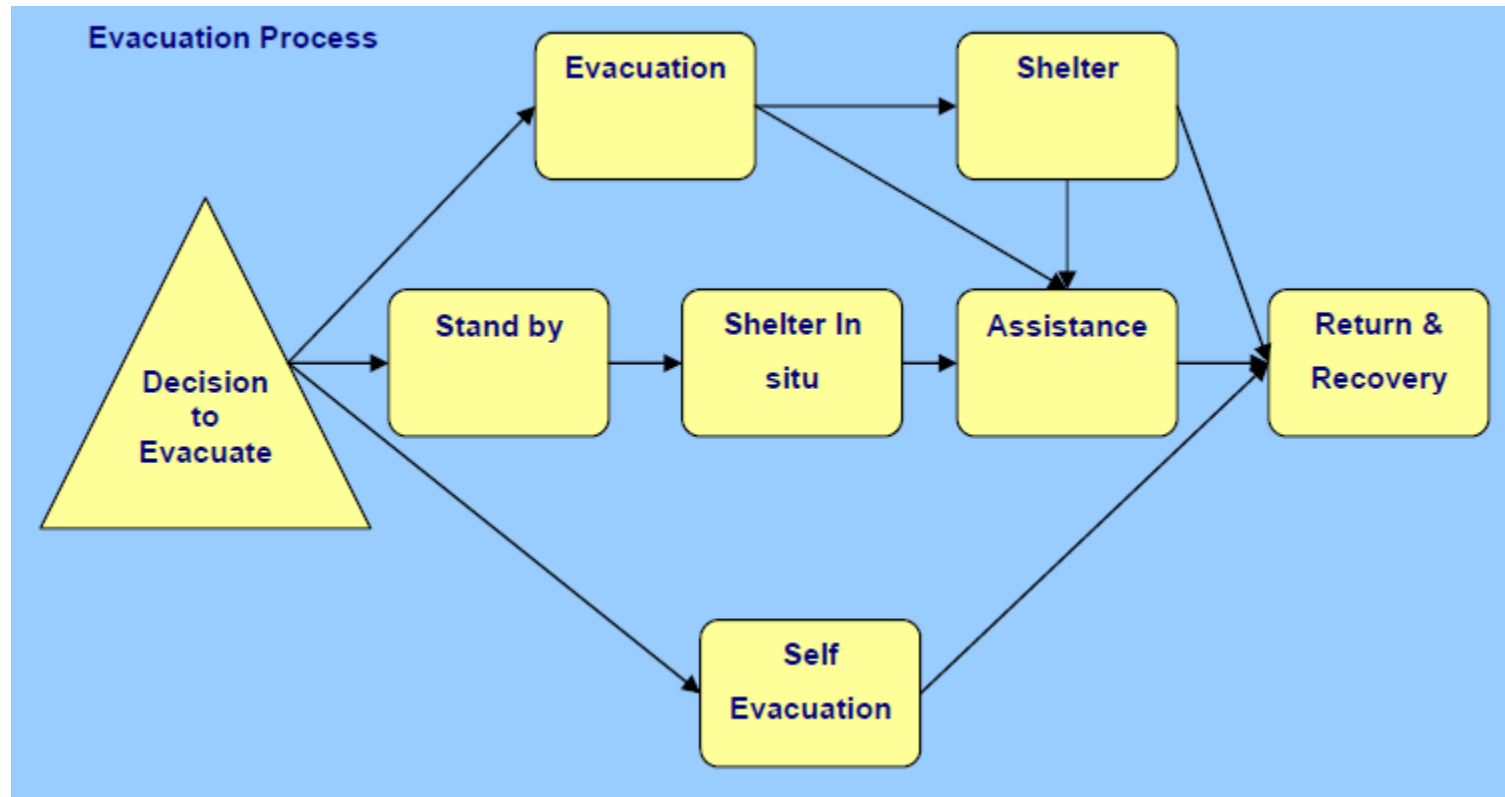 Evacuation Process
Evacuation
Shelter
Decision
to
Evacuate
Stand by
Shelter In
situ
Assistance
Return &
Recovery
Self
Evacuation